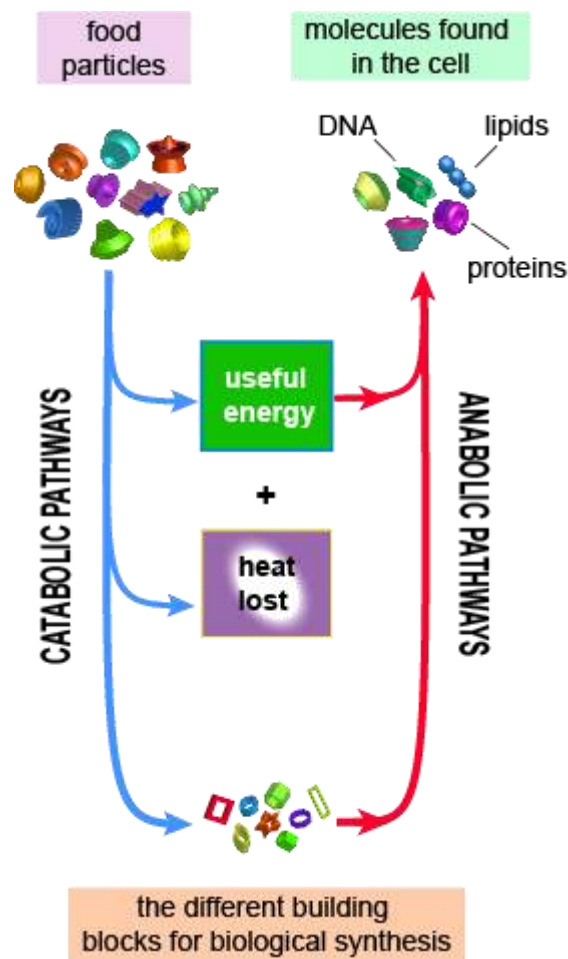 food
particles
molecules found
in the cell
DNA
lipids
proteins
useful
energy
+
heat
lost
CATABOLIC PATHWAYS
ANABOLIC PATHWAYS
the different building
blocks for biological synthesis